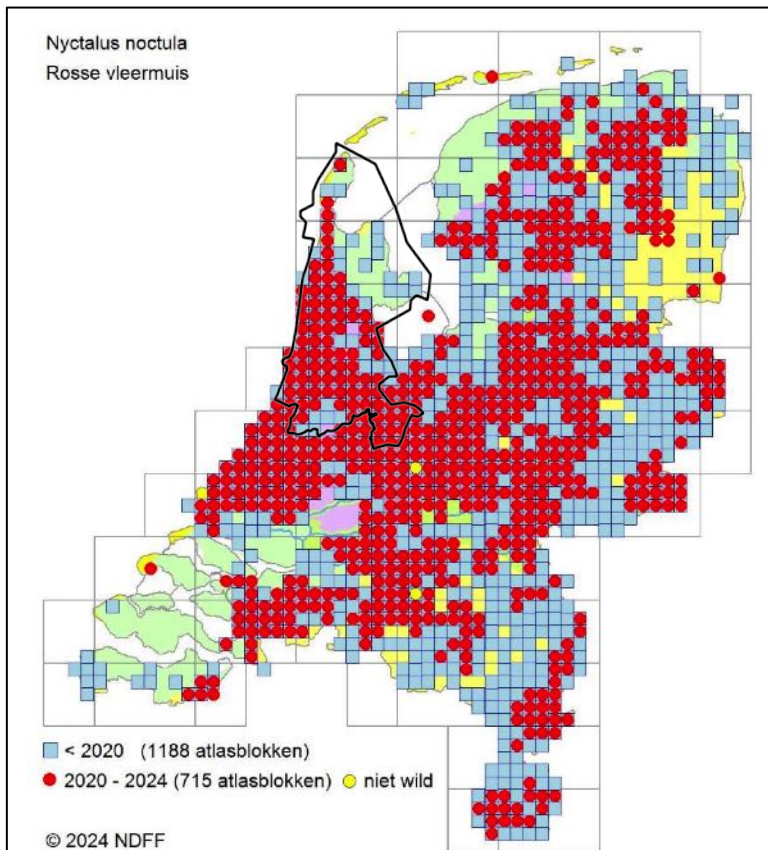 Nyctalus noctula
Rosse vleermuis
< 2020 (1188 atlasblokken)
2020 - 2024 (715 atlasblokken) niet wild
© 2024 NDFF